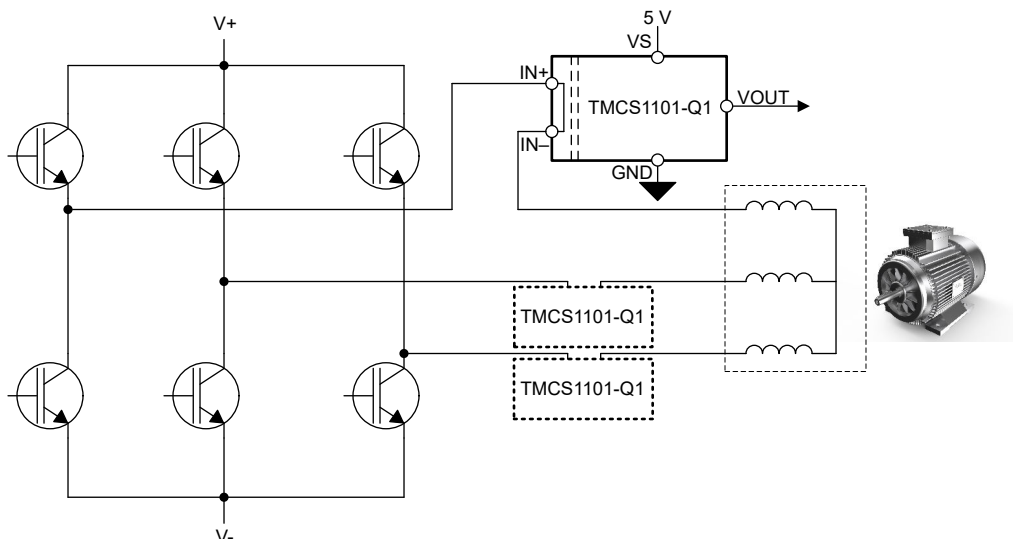 V+
5 V
VS
IN+
TMCS1101-Q1
VOUT
IN–
GND
TMCS1101-Q1
TMCS1101-Q1
V-